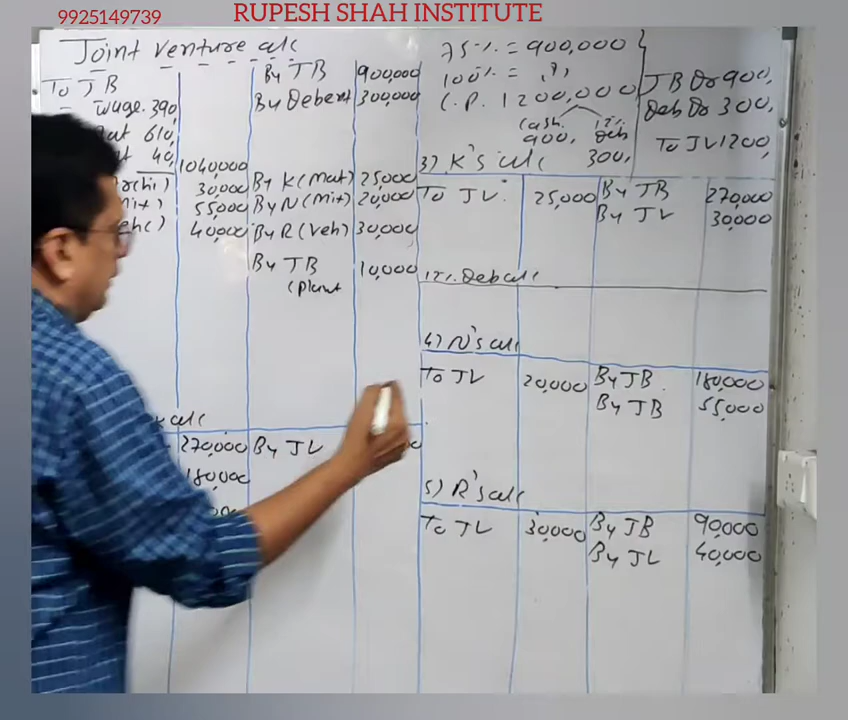 RUPESH SHAH INSTITUTE
9925149739
Joint venture a/c
To JB
wage. 390,
610,
40,
1040,000
30,000
55,000
40,000
By JB 900,000
By Debent 300,000
By K (Mat) 25,000
By N (Mix) 20,000
By R (Veh) 30,000
By JB 10,000
(Plant
a/c
270,000 By JV
180,000
75% = 900,000
100% = (?)
C.P. 1200,000
Cash. 900,
Deb 300,
JB Dr 900,
Deb Dr 300,
To JV 1200,
3) K's a/c
To JV. 25,000 By JB 270,000
By JV 30,000
Deb a/c
4) N's a/c
To JV 20,000 By JB. 180,000
By JB 55,000
5) R's a/c
To JV 30,000 By JB 90,000
By JV 40,000